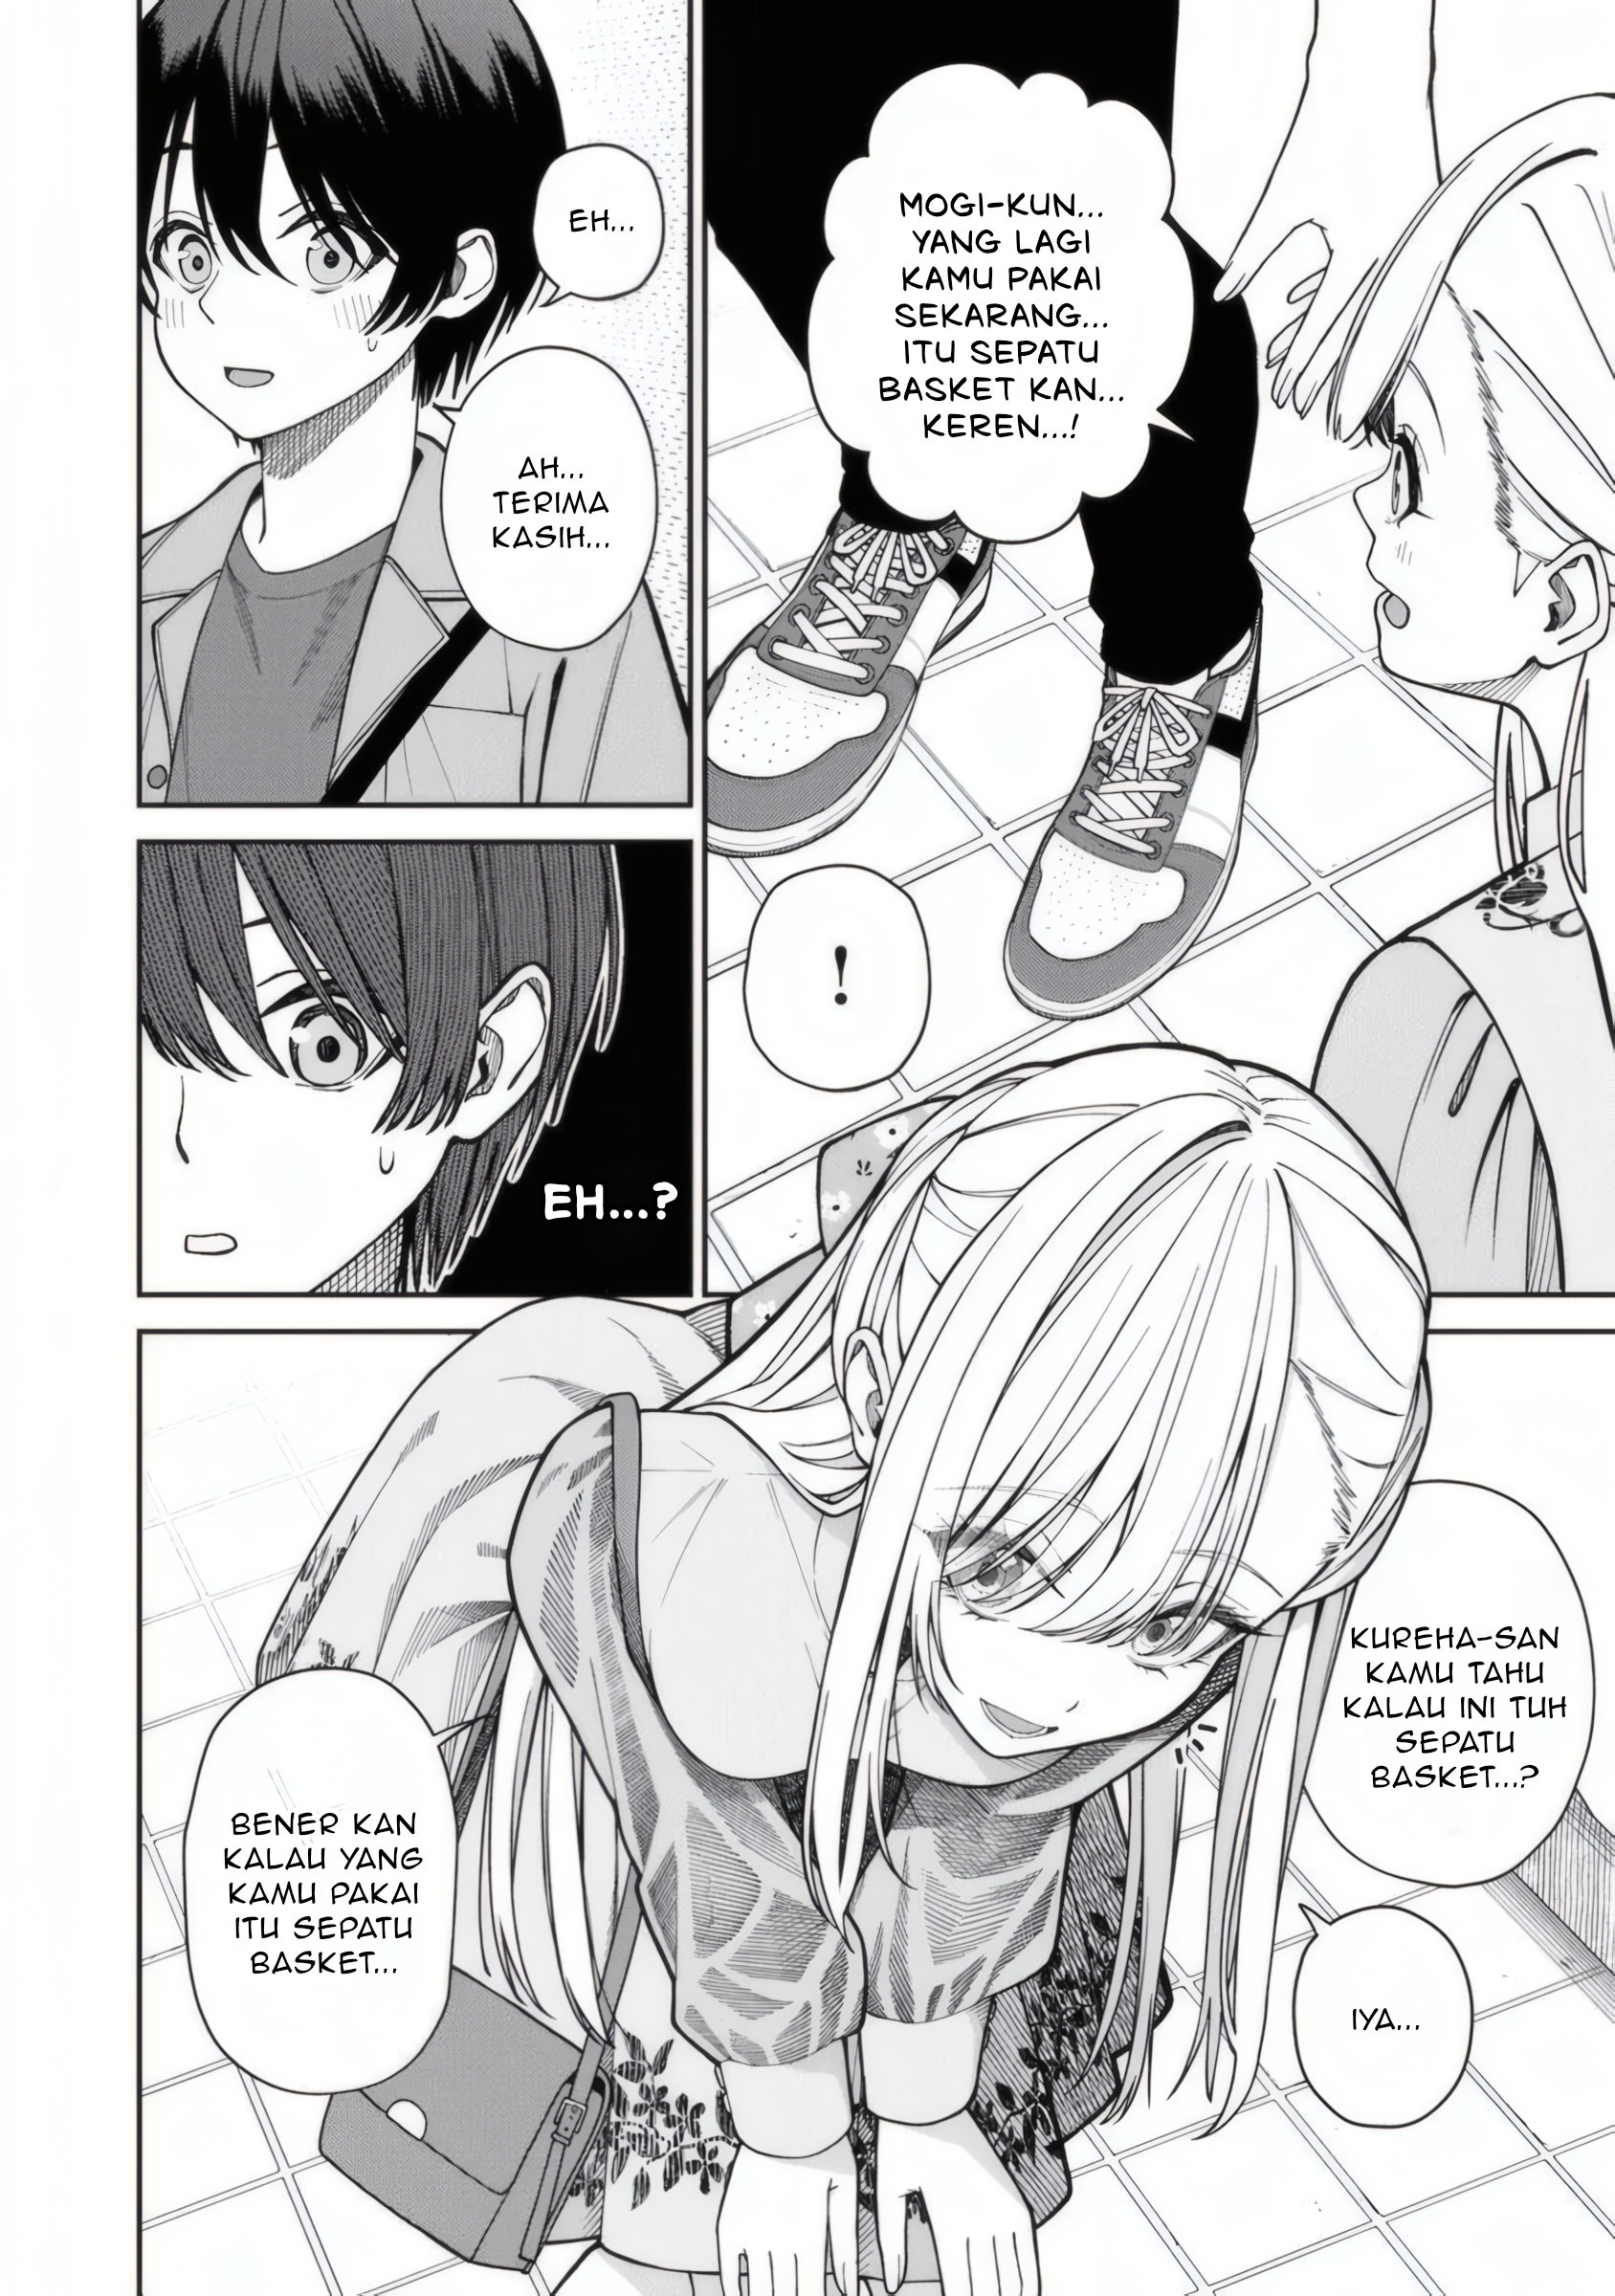 MOGI-KUN...
YANG LAGI
KAMU PAKAI
SEKARANG...
ITU SEPATU
BASKET KAN...
KEREN...!
!
EH...
AH...
TERIMA
KASIH...
EH...?
KUREHA-SAN
KAMU TAHU
KALAU INI TUH
SEPATU
BASKET...?
IYA...
BENER KAN
KALAU YANG
KAMU PAKAI
ITU SEPATU
BASKET...